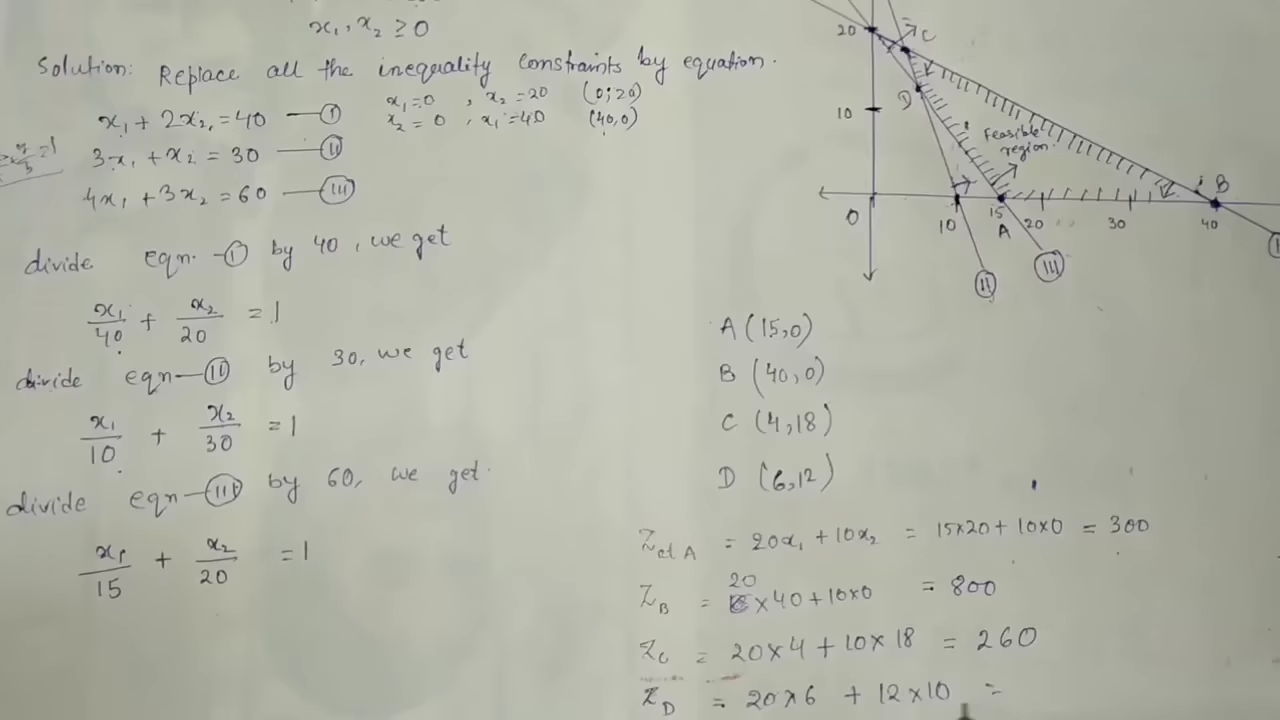 x₁, x₂ ≥ 0
Solution: Replace all the inequality constraints by equation.
x₁ + 2x₂ = 40 — (I) x₁=0 , x₂=20 (0,20)
x₂ = 0 , x₁=40 (40,0)
3x₁ + x₂ = 30 — (II)
4x₁ + 3x₂ = 60 — (III)
divide eqn. — (I) by 40, we get
x₁/40 + x₂/20 = 1
divide eqn — (II) by 30, we get
x₁/10 + x₂/30 = 1
divide eqn — (III) by 60, we get.
x₁/15 + x₂/20 = 1
20
C
D
10
feasible
region
B
0
10
15
20
30
40
A
II
III
A (15,0)
B (40,0)
C (4,18)
D (6,12)
Z at A = 20x₁ + 10x₂ = 15×20 + 10×0 = 300
Z_B = 20×40 + 10×0 = 800
Z_C = 20×4 + 10×18 = 260
Z_D = 20×6 + 12×10 =